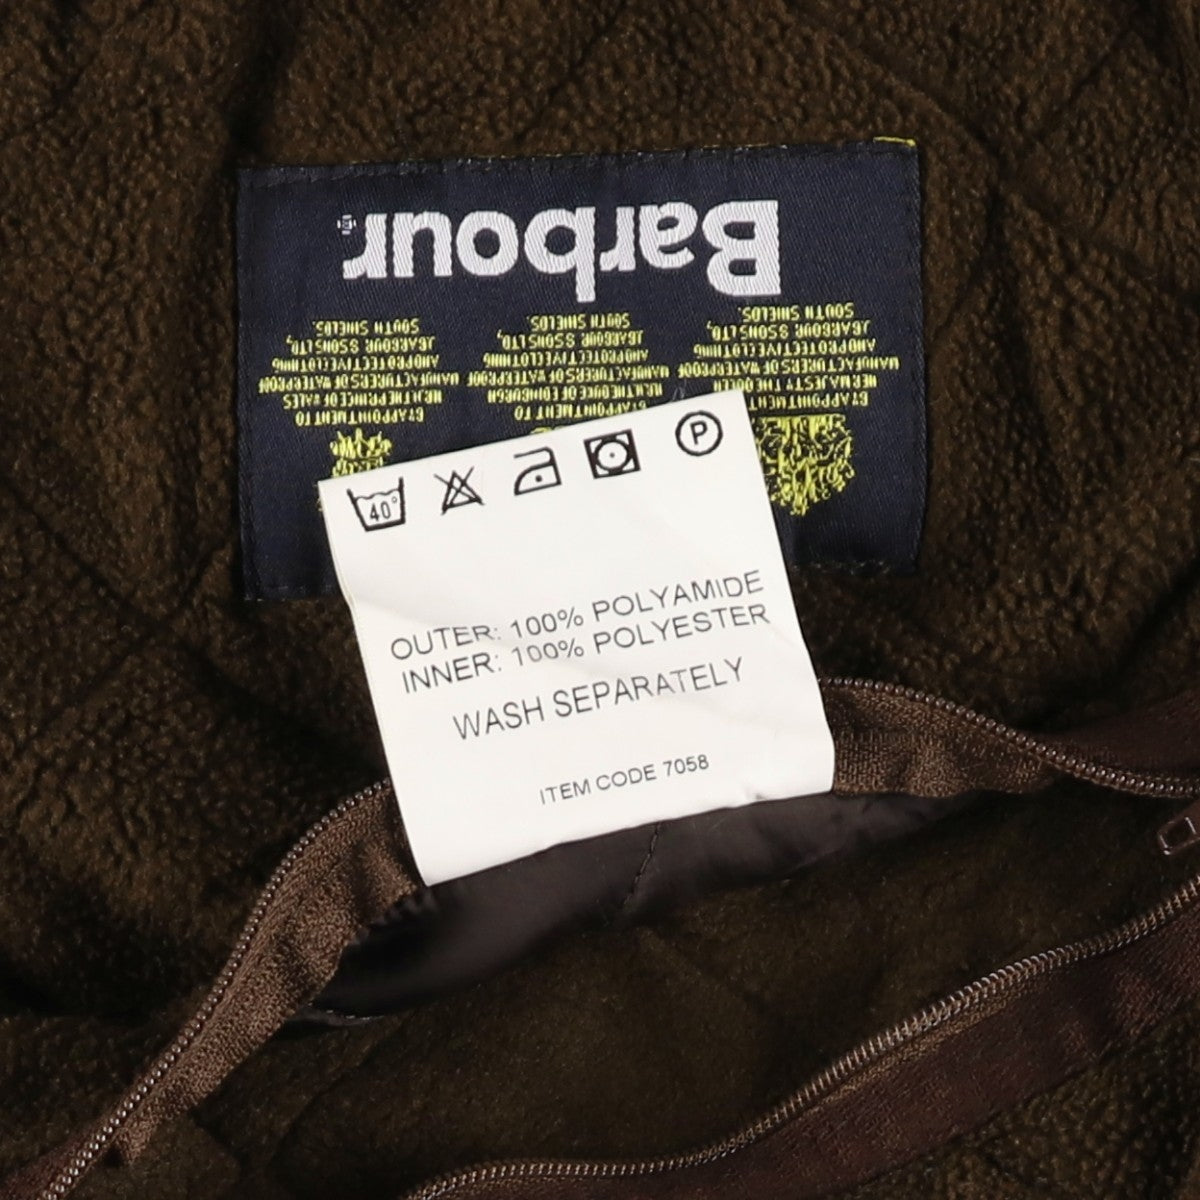 Barbour
BY APPOINTMENT
HER MAJESTY THE QUEEN
MANUFACTURERS OF WATERPROOF
AND PROTECTIVE CLOTHING
J.BARBOUR & SONS LTD,
SOUTH SHIELDS
BY APPOINTMENT TO
H.R.H. THE DUKE OF EDINBURGH
MANUFACTURERS OF WATERPROOF
AND PROTECTIVE CLOTHING
J.BARBOUR & SONS LTD,
SOUTH SHIELDS
BY APPOINTMENT TO
H.R.H. THE PRINCE OF WALES
MANUFACTURERS OF WATERPROOF
AND PROTECTIVE CLOTHING
J.BARBOUR & SONS LTD,
SOUTH SHIELDS
40°
P
OUTER: 100% POLYAMIDE
INNER: 100% POLYESTER
WASH SEPARATELY
ITEM CODE 7058